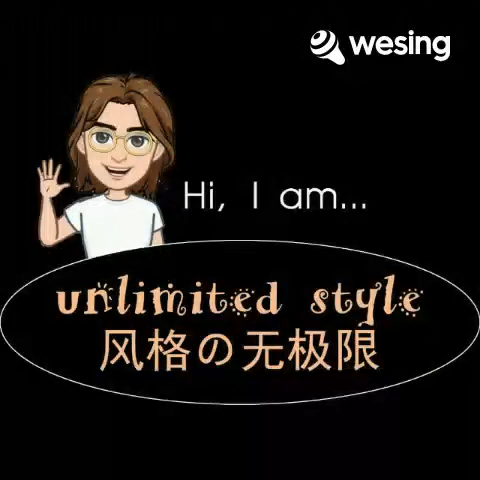 wesing
Hi, I am...
unlimited style
风格の无极限